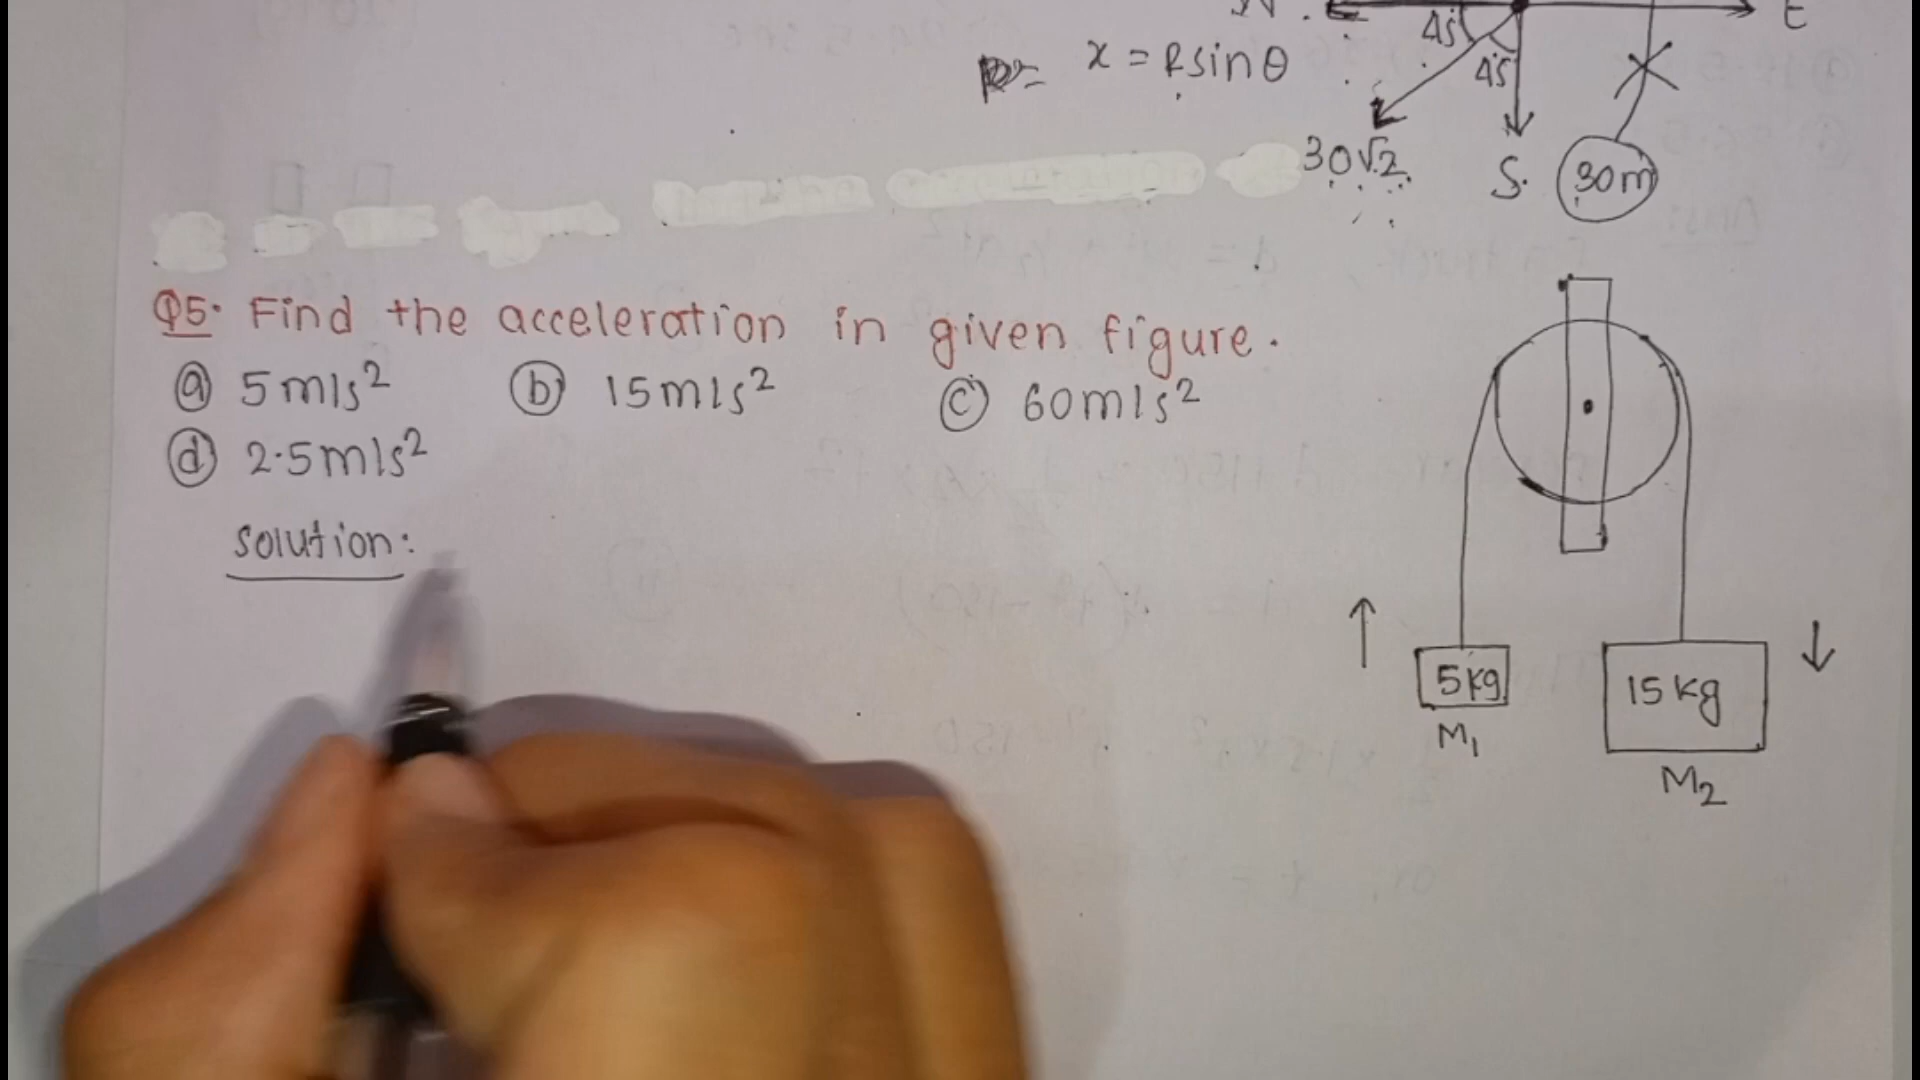 E
45
x = Rsinθ
45
30√2
S.
30m
Q5. Find the acceleration in given figure.
ⓐ 5m/s² ⓑ 15m/s² ⓒ 60m/s²
ⓓ 2.5m/s²
Solution:
5kg
15kg
M₁
M₂